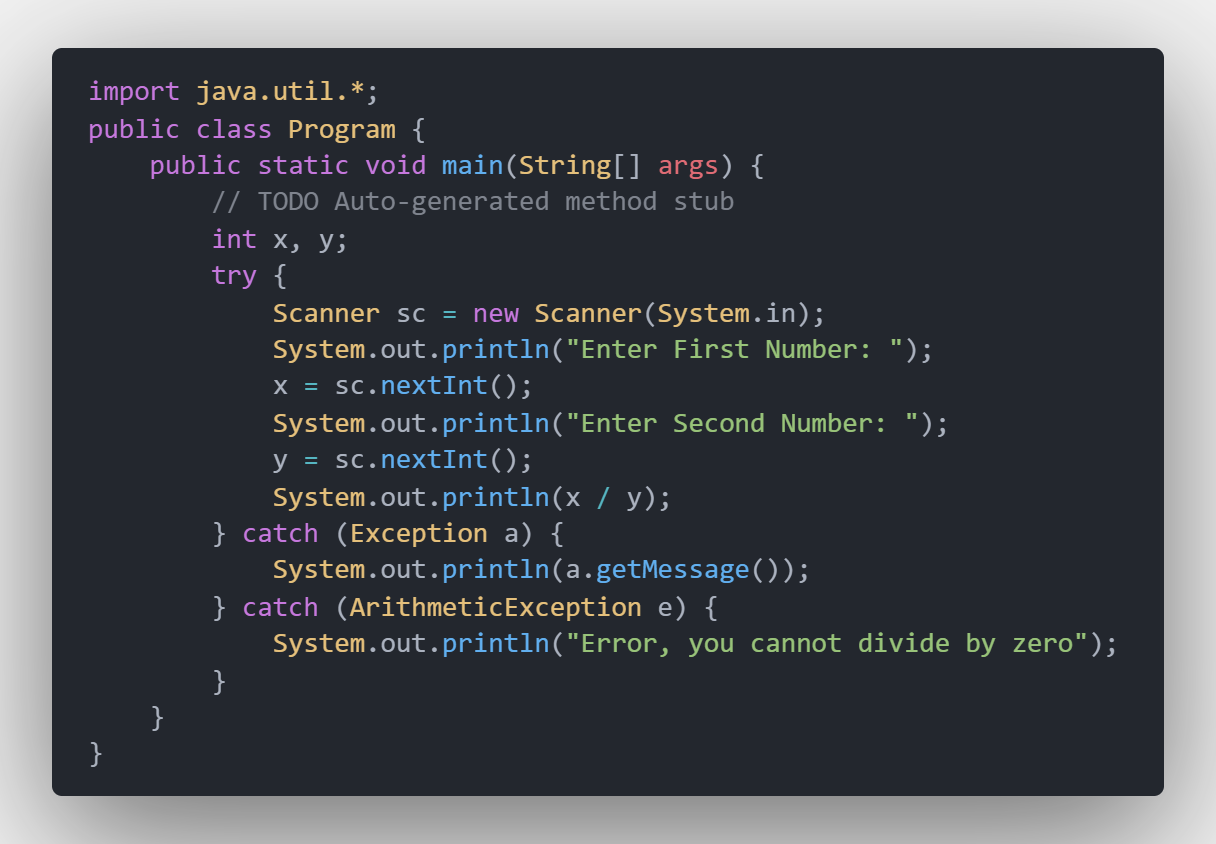 import java.util.*;
public class Program {
    public static void main(String[] args) {
        // TODO Auto-generated method stub
        int x, y;
        try {
            Scanner sc = new Scanner(System.in);
            System.out.println("Enter First Number: ");
            x = sc.nextInt();
            System.out.println("Enter Second Number: ");
            y = sc.nextInt();
            System.out.println(x / y);
        } catch (Exception a) {
            System.out.println(a.getMessage());
        } catch (ArithmeticException e) {
            System.out.println("Error, you cannot divide by zero");
        }
    }
}